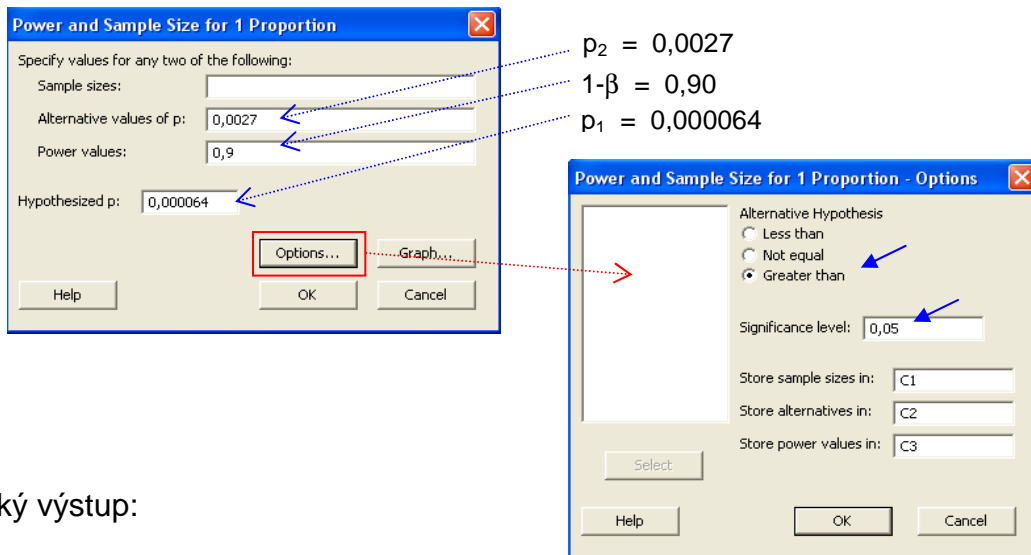 Power and Sample Size for 1 Proportion
Specify values for any two of the following:
Sample sizes:
Alternative values of p: 0,0027
Power values: 0,9
Hypothesized p: 0,000064
Options... Graph...
Help OK Cancel
p₂ = 0,0027
1-β = 0,90
p₁ = 0,000064
Power and Sample Size for 1 Proportion - Options
Alternative Hypothesis
Less than
Not equal
Greater than
Significance level: 0,05
Store sample sizes in: C1
Store alternatives in: C2
Store power values in: C3
Select
Help OK Cancel
ký výstup: